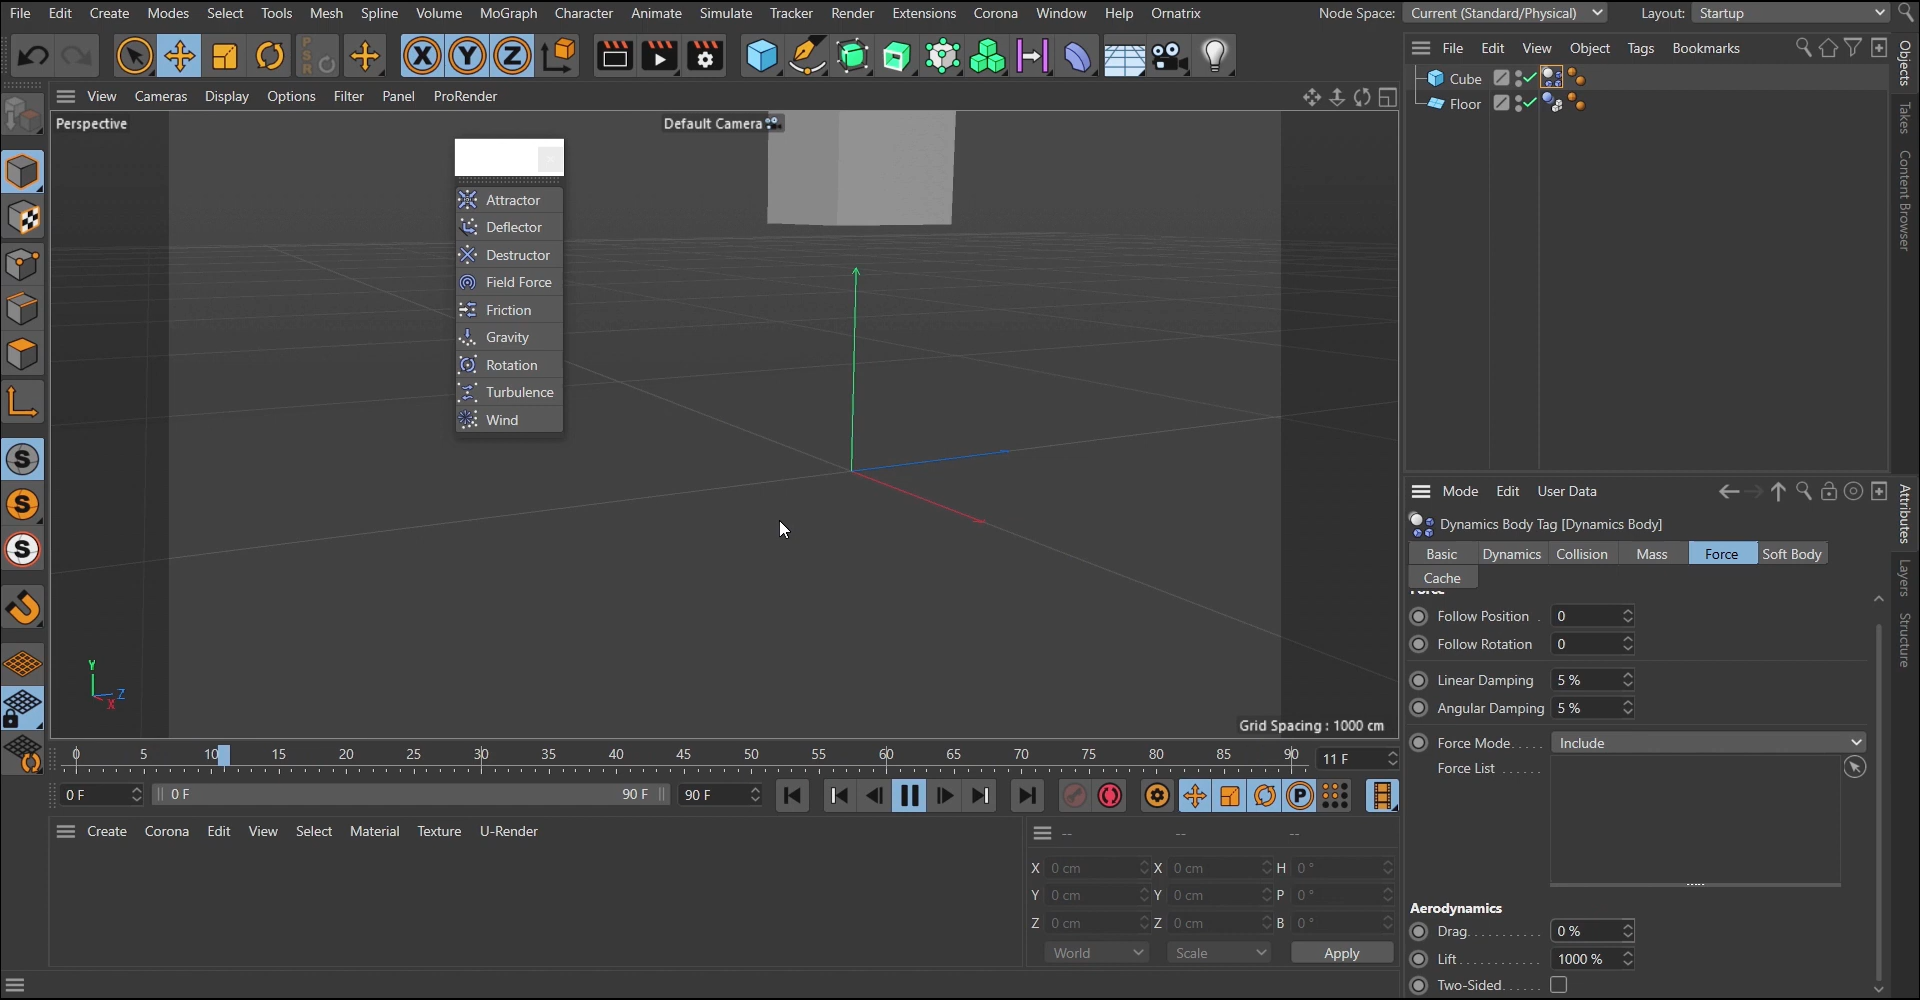 File Edit Create Modes Select Tools Mesh Spline Volume MoGraph Character Animate Simulate Tracker Render Extensions Corona Window Help Ornatrix Node Space: Current (Standard/Physical) Layout: Startup
X Y Z
File Edit View Object Tags Bookmarks
PSR
Cube
Floor
View Cameras Display Options Filter Panel ProRender
Perspective
Default Camera
Attractor
Deflector
Destructor
Field Force
Friction
Gravity
Rotation
Turbulence
Wind
S
S
S
Y
Z
X
Grid Spacing : 1000 cm
Objects
Takes
Content Browser
Attributes
Layers
Structure
Mode Edit User Data
Dynamics Body Tag [Dynamics Body]
Basic Dynamics Collision Mass Force Soft Body
Cache
Force
Follow Position . 0
Follow Rotation 0
Linear Damping 5 %
Angular Damping 5 %
Force Mode..... Include
Force List ......
Aerodynamics
Drag........... 0 %
Lift............ 1000 %
Two-Sided......
0 5 10 15 20 25 30 35 40 45 50 55 60 65 70 75 80 85 90 11 F
0 F 0 F 90 F 90 F P
Create Corona Edit View Select Material Texture U-Render
-- -- --
X 0 cm X 0 cm H 0 °
Y 0 cm Y 0 cm P 0 °
Z 0 cm Z 0 cm B 0 °
World Scale Apply